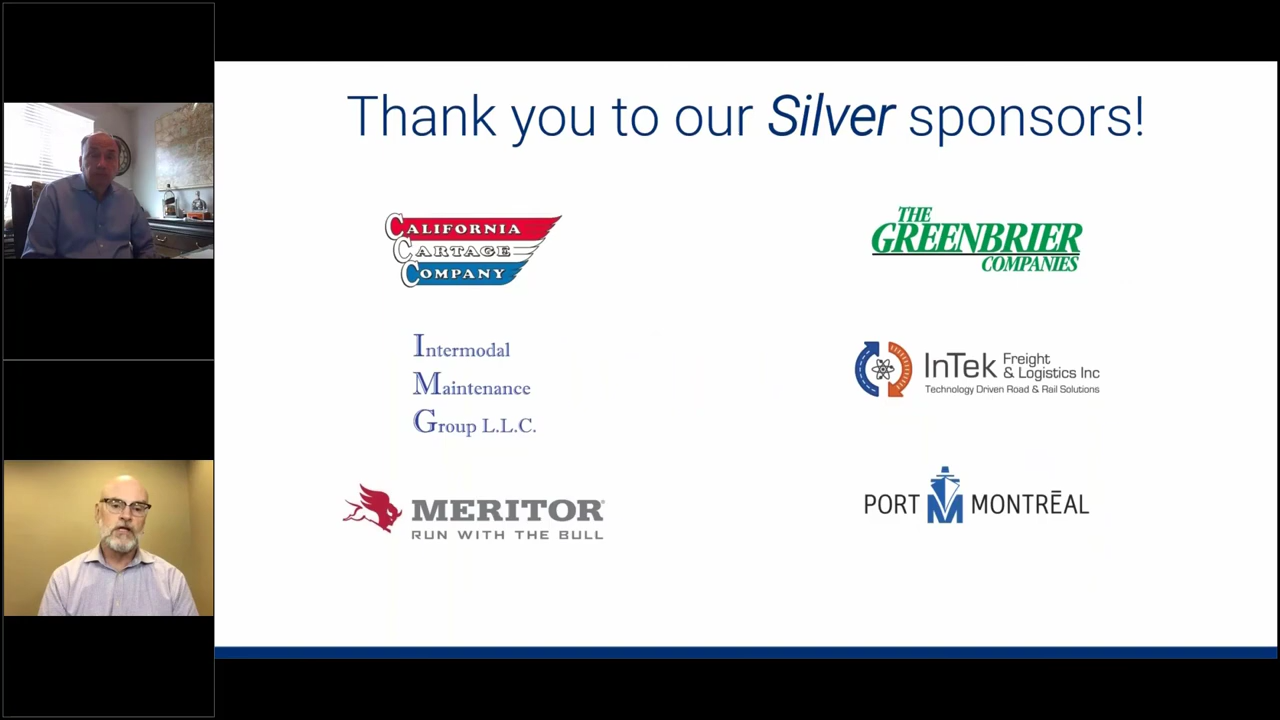 Thank you to our Silver sponsors!
CALIFORNIA
CARTAGE
COMPANY
THE
GREENBRIER
COMPANIES
Intermodal
Maintenance
Group L.L.C.
InTek Freight
& Logistics Inc
Technology Driven Road & Rail Solutions
MERITOR®
RUN WITH THE BULL
PORT M MONTRÉAL